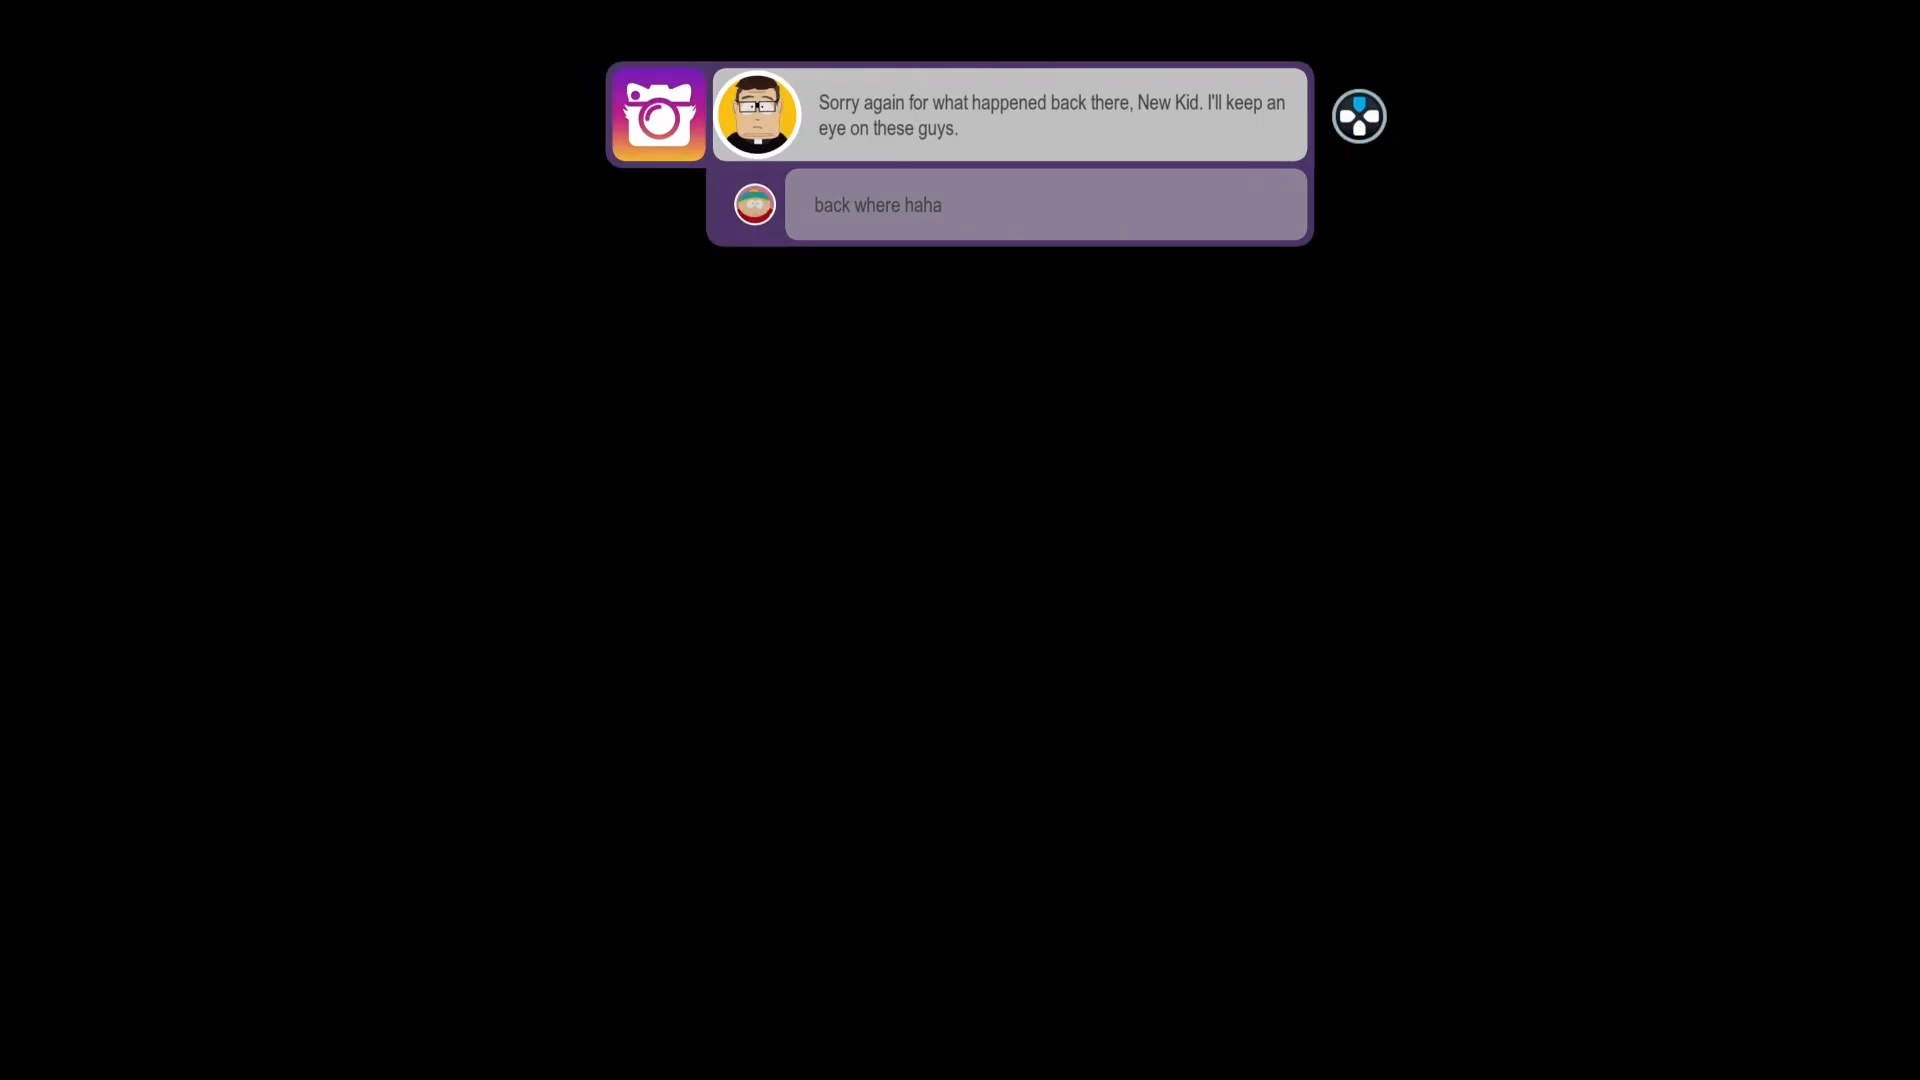 Sorry again for what happened back there, New Kid. I'll keep an
eye on these guys.
back where haha